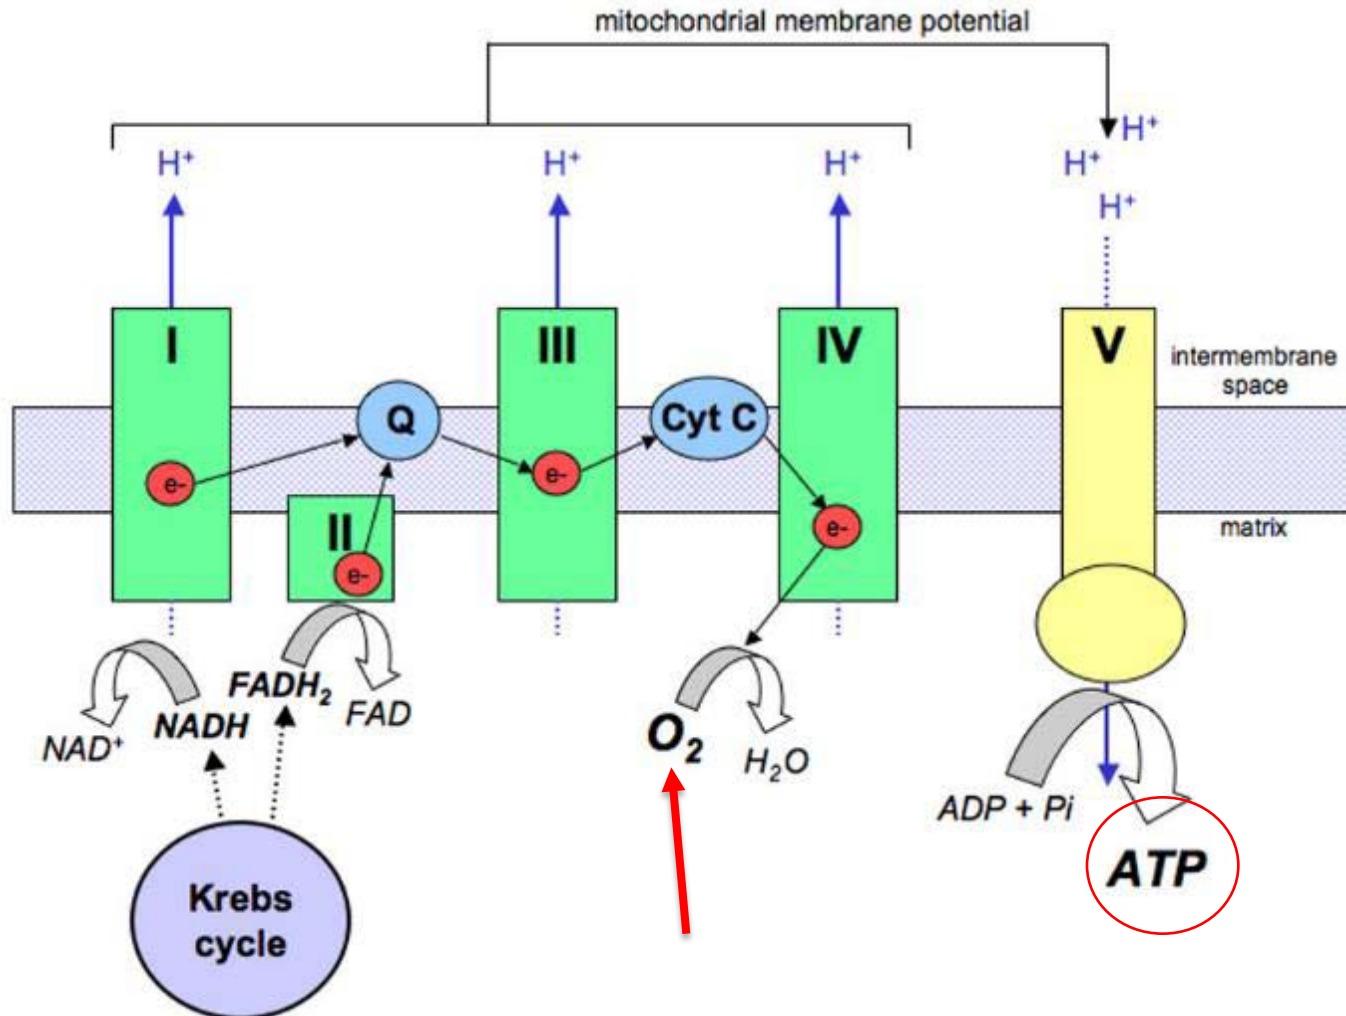 mitochondrial membrane potential
H⁺
H⁺
H⁺
H⁺
H⁺
H⁺
I
III
IV
V
intermembrane
space
Q
Cyt C
e-
e-
e-
II
e-
matrix
FADH₂
FAD
NADH
NAD⁺
O₂
H₂O
ADP + Pi
ATP
Krebs
cycle